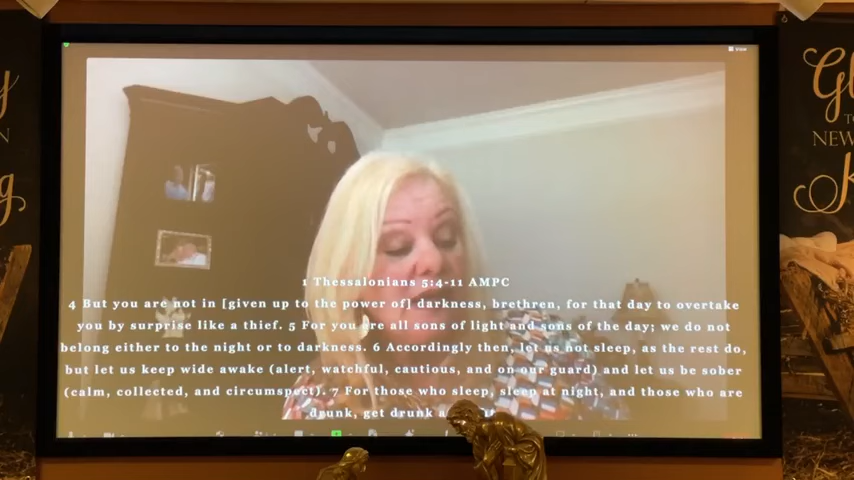 View
1 Thessalonians 5:4-11 AMPC
4 But you are not in [given up to the power of] darkness, brethren, for that day to overtake
you by surprise like a thief. 5 For you are all sons of light and sons of the day; we do not
belong either to the night or to darkness. 6 Accordingly then, let us not sleep, as the rest do,
but let us keep wide awake (alert, watchful, cautious, and on our guard) and let us be sober
(calm, collected, and circumspect). 7 For those who sleep, sleep at night, and those who are
drunk, get drunk a
NEW